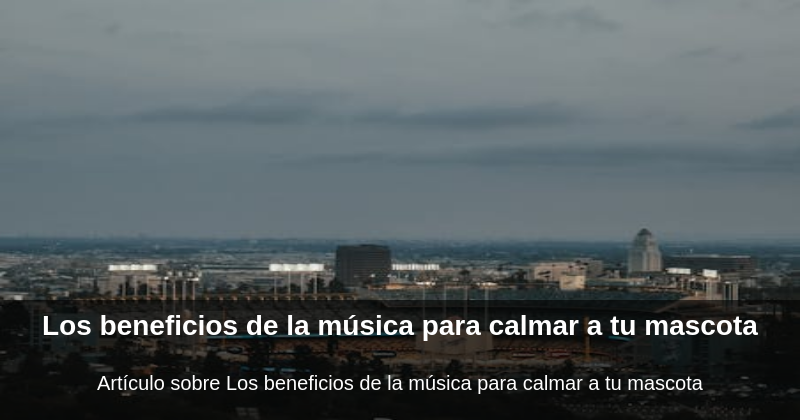 Los beneficios de la música para calmar a tu mascota
Artículo sobre Los beneficios de la música para calmar a tu mascota